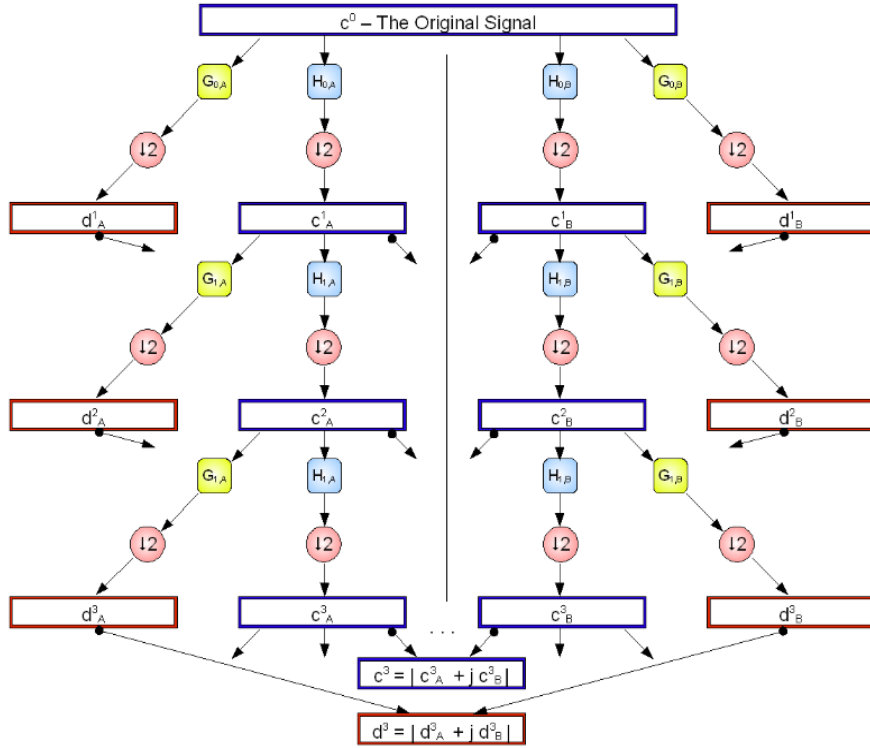 c⁰ – The Original Signal
G₀,A H₀,A H₀,B G₀,B
↓2 ↓2 ↓2 ↓2
d¹A c¹A c¹B d¹B
G₁,A H₁,A H₁,B G₁,B
↓2 ↓2 ↓2 ↓2
d²A c²A c²B d²B
G₁,A H₁,A H₁,B G₁,B
↓2 ↓2 ↓2 ↓2
d³A c³A . . . c³B d³B
c³ = | c³A + j c³B |
d³ = | d³A + j d³B |